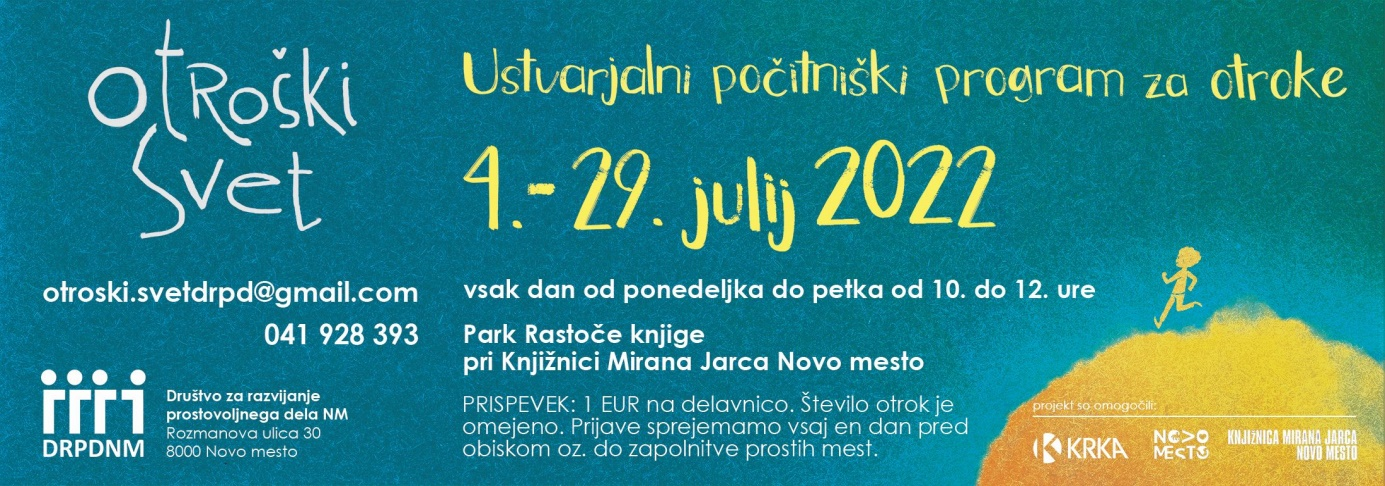 otroški
svet
otroski.svetdrpd@gmail.com
041 928 393
DRPDNM
Društvo za razvijanje
prostovoljnega dela NM
Rozmanova ulica 30
8000 Novo mesto
Ustvarjalni počitniški program za otroke
4.-29. julij 2022
vsak dan od ponedeljka do petka od 10. do 12. ure
Park Rastoče knjige
pri Knjižnici Mirana Jarca Novo mesto
PRISPEVEK: 1 EUR na delavnico. Število otrok je
omejeno. Prijave sprejemamo vsaj en dan pred
obiskom oz. do zapolnitve prostih mest.
projekt so omogočili:
KRKA
NOVO
MESTO
KNJIŽNICA MIRANA JARCA
NOVO MESTO